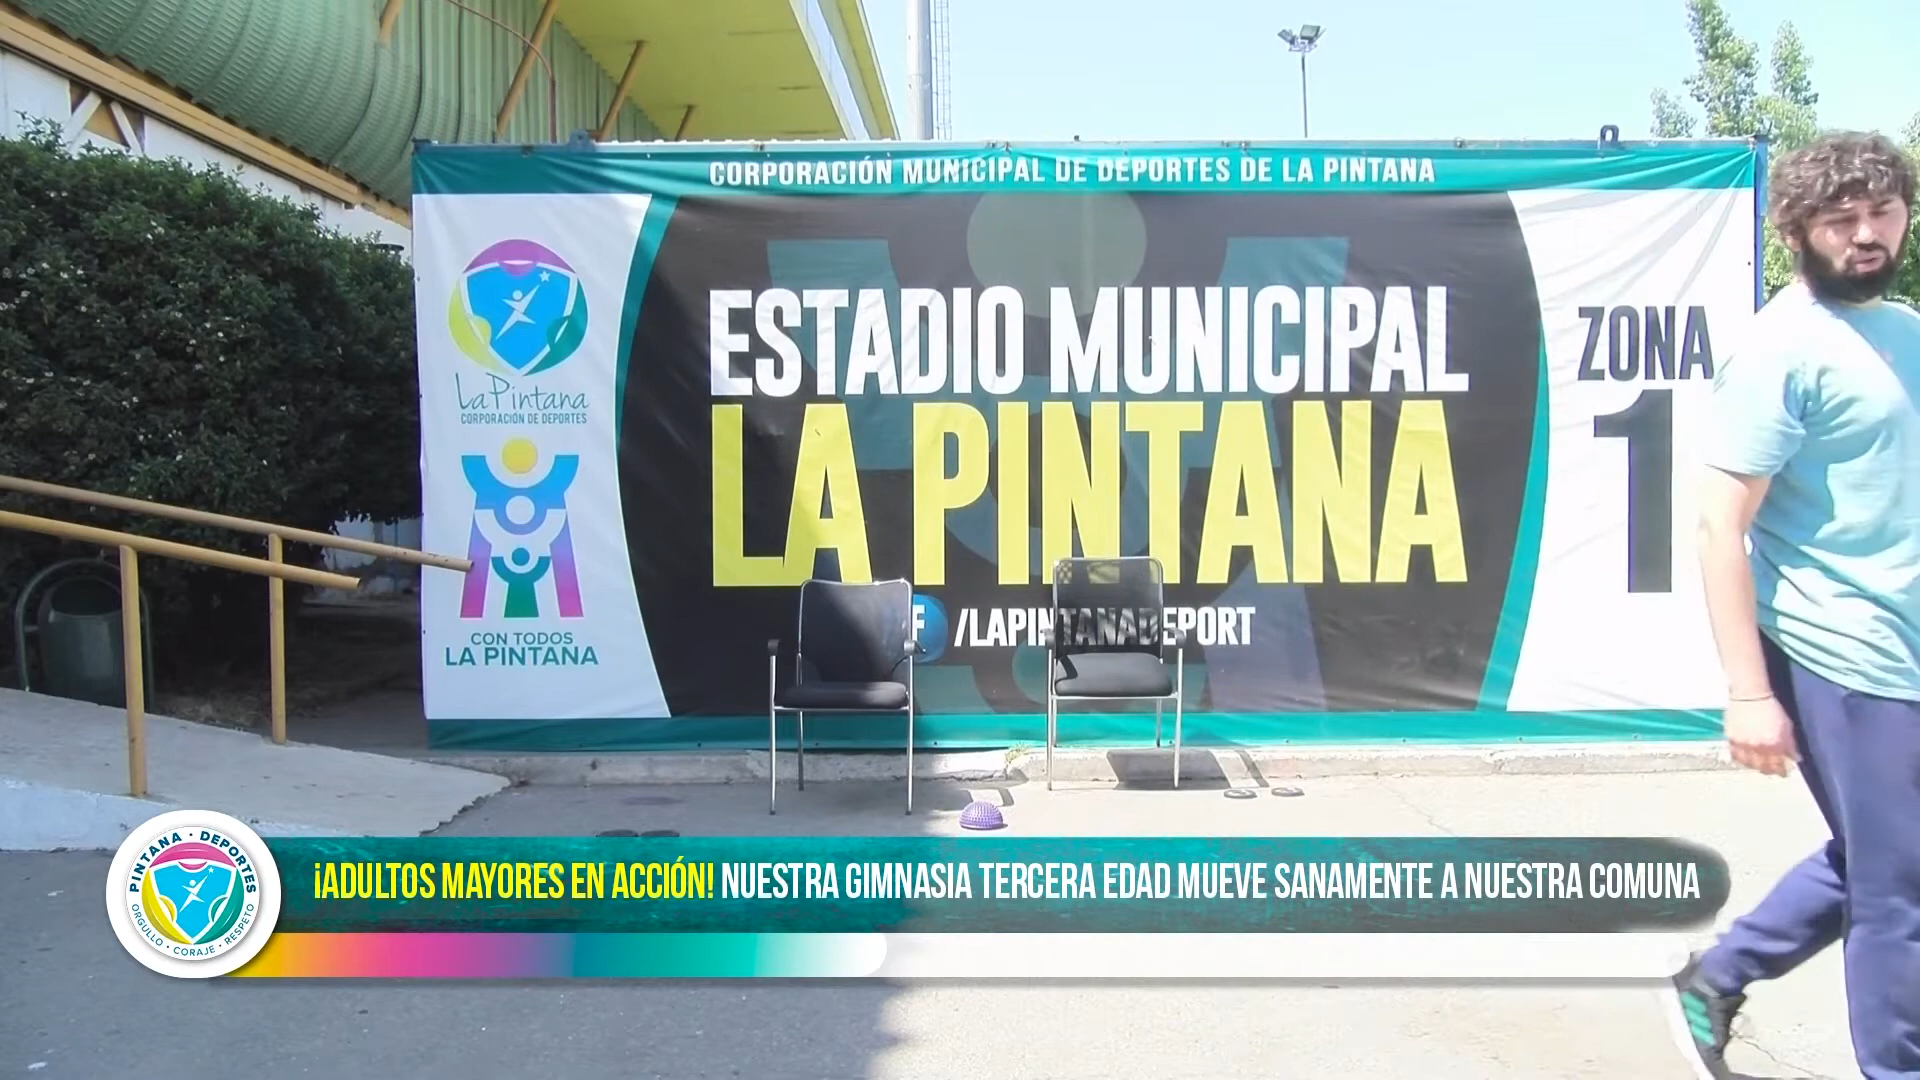 CORPORACIÓN MUNICIPAL DE DEPORTES DE LA PINTANA
La Pintana
CORPORACIÓN DE DEPORTES
CON TODOS
LA PINTANA
ESTADIO MUNICIPAL
LA PINTANA
F /LAPINTANADEPORT
ZONA
1
PINTANA · DEPORTES
ORGULLO · CORAJE · RESPETO
¡ADULTOS MAYORES EN ACCIÓN! NUESTRA GIMNASIA TERCERA EDAD MUEVE SANAMENTE A NUESTRA COMUNA